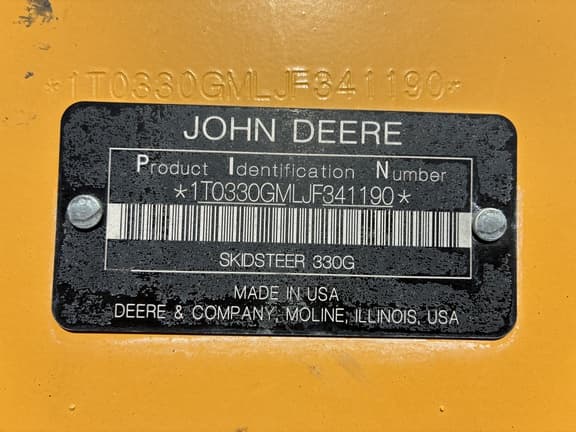 *1T0330GMLJF341190*
JOHN DEERE
Product Identification Number
*1T0330GMLJF341190*
SKIDSTEER 330G
MADE IN USA
DEERE & COMPANY, MOLINE, ILLINOIS, USA